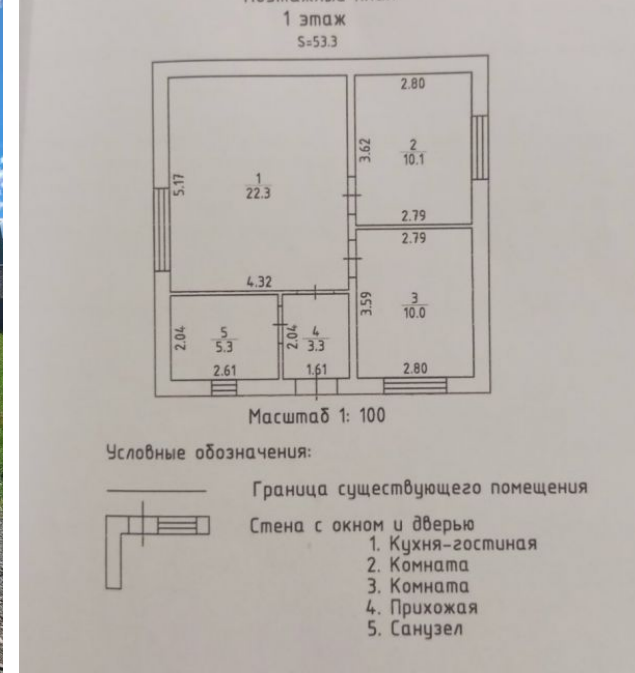 1 этаж
S=53.3
2.80
3.62
2
10.1
5.17
1
22.3
2.79
2.79
4.32
3.59
3
10.0
2.04
5
5.3
2.04
4
3.3
2.61
1.61
2.80
Масштаб 1: 100
Условные обозначения:
Граница существующего помещения
Стена с окном и дверью
1. Кухня-гостиная
2. Комната
3. Комната
4. Прихожая
5. Санузел